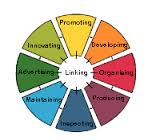 Promoting
Innovating
Developing
Advertising
Linking
Organising
Maintaining
Producing
Inspecting